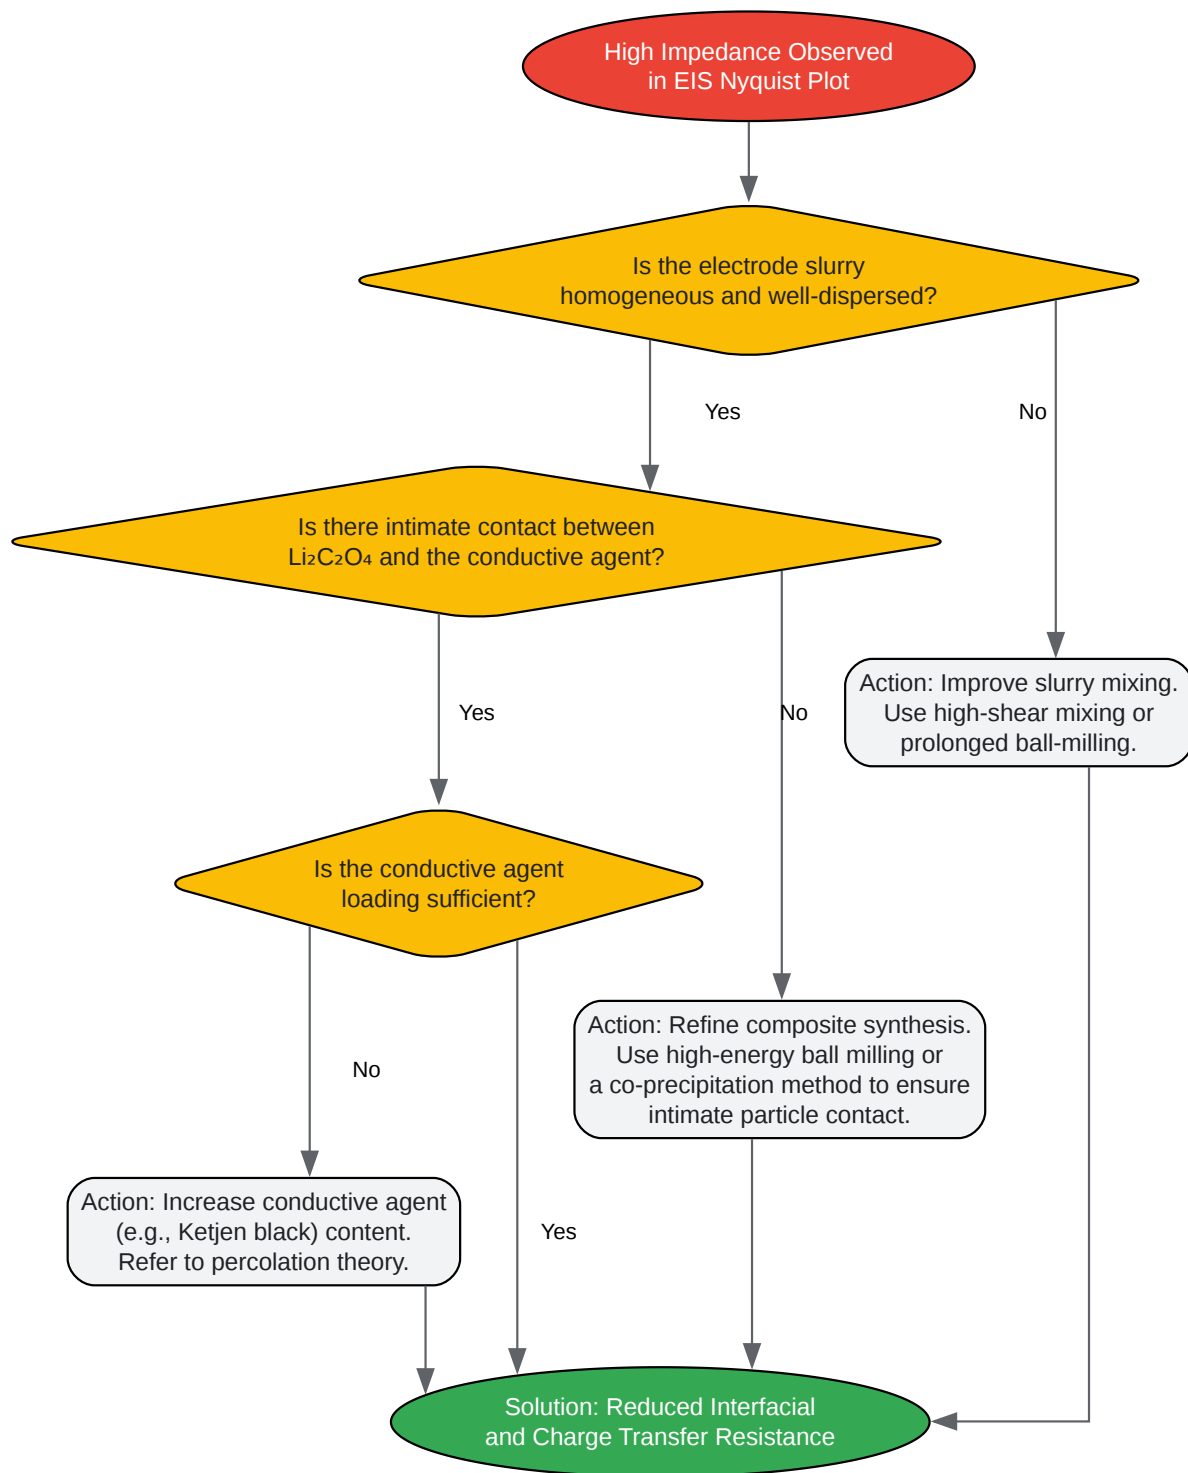 High Impedance Observed
in EIS Nyquist Plot
Is the electrode slurry
homogeneous and well-dispersed?
Yes
No
Is there intimate contact between
Li₂C₂O₄ and the conductive agent?
Action: Improve slurry mixing.
Use high-shear mixing or
prolonged ball-milling.
Yes
No
Is the conductive agent
loading sufficient?
Action: Refine composite synthesis.
Use high-energy ball milling or
a co-precipitation method to ensure
intimate particle contact.
No
Yes
Action: Increase conductive agent
(e.g., Ketjen black) content.
Refer to percolation theory.
Solution: Reduced Interfacial
and Charge Transfer Resistance